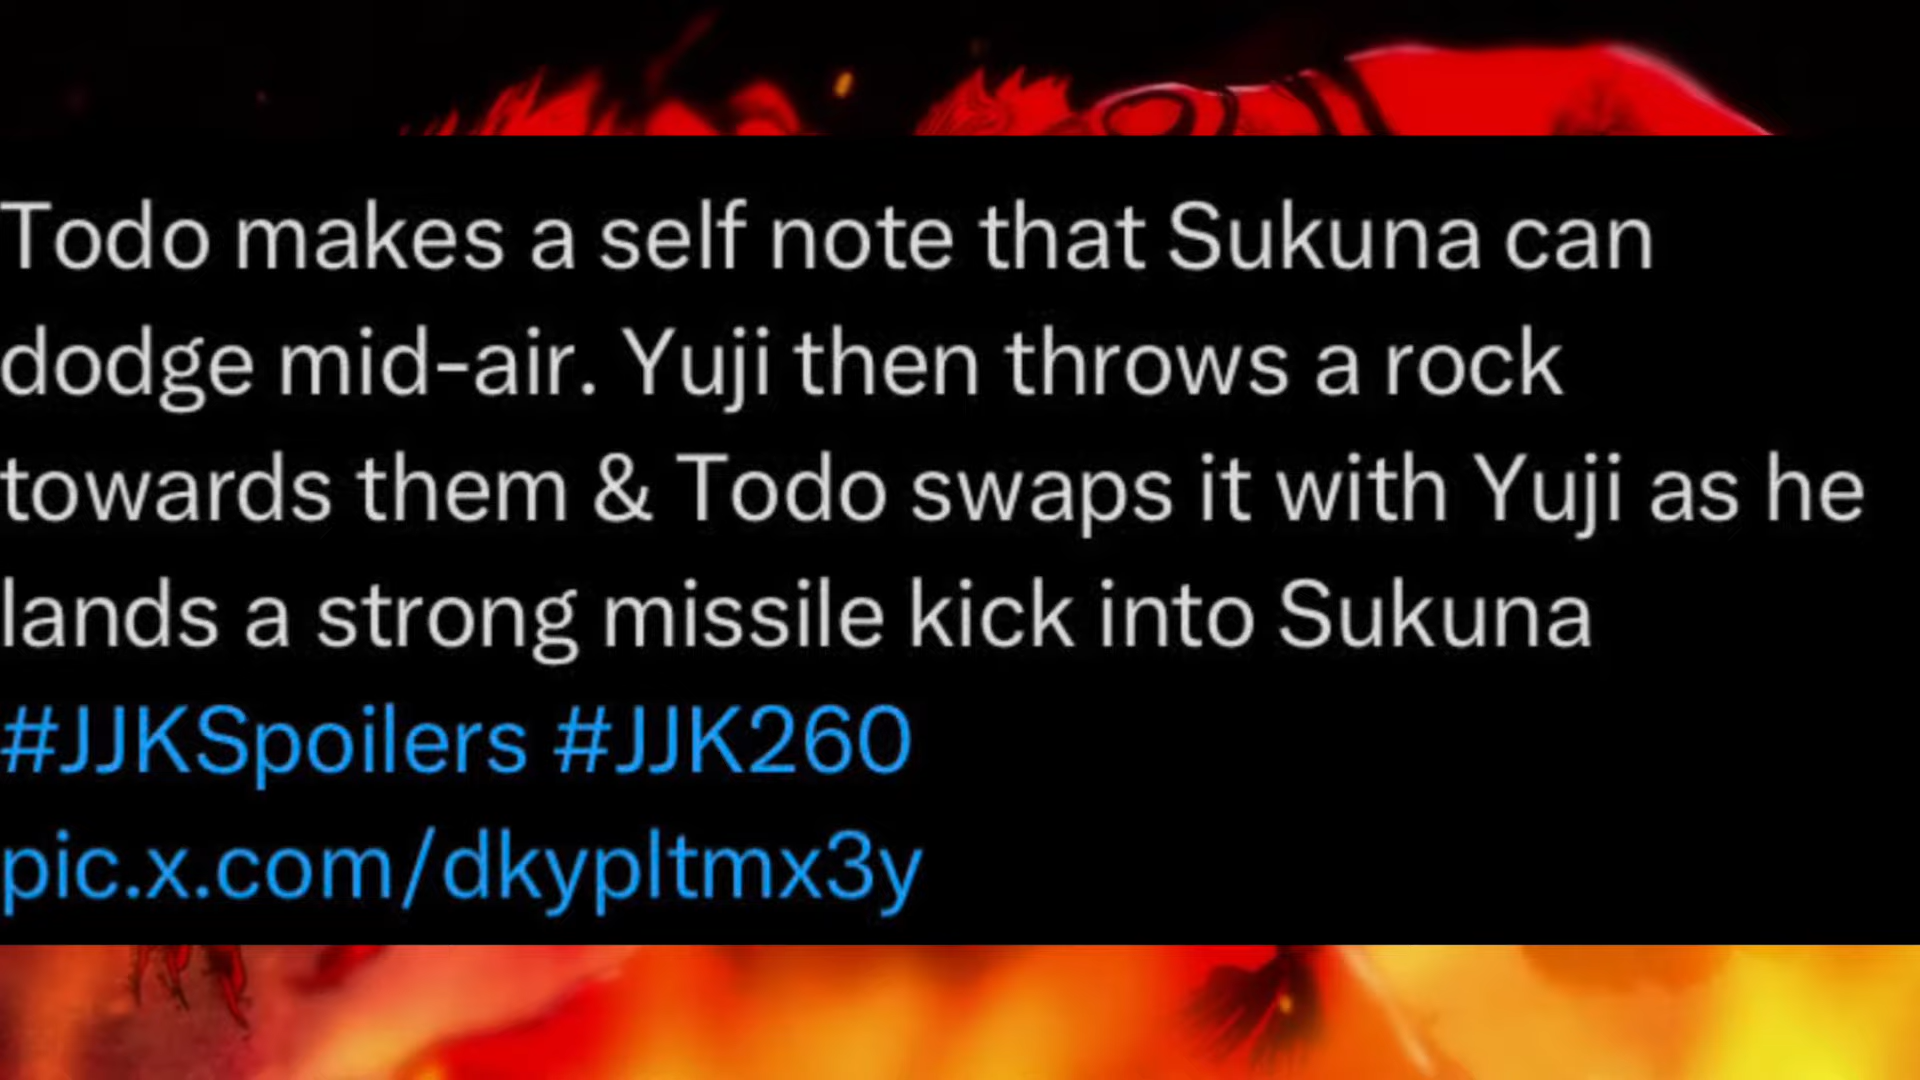 Todo makes a self note that Sukuna can
dodge mid-air. Yuji then throws a rock
towards them & Todo swaps it with Yuji as he
lands a strong missile kick into Sukuna
#JJKSpoilers #JJK260
pic.x.com/dkypltmx3y